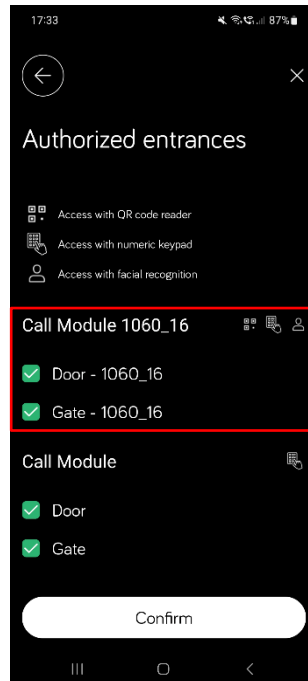 17:33
87%
Authorized entrances
Access with QR code reader
Access with numeric keypad
Access with facial recognition
Call Module 1060_16
Door - 1060_16
Gate - 1060_16
Call Module
Door
Gate
Confirm